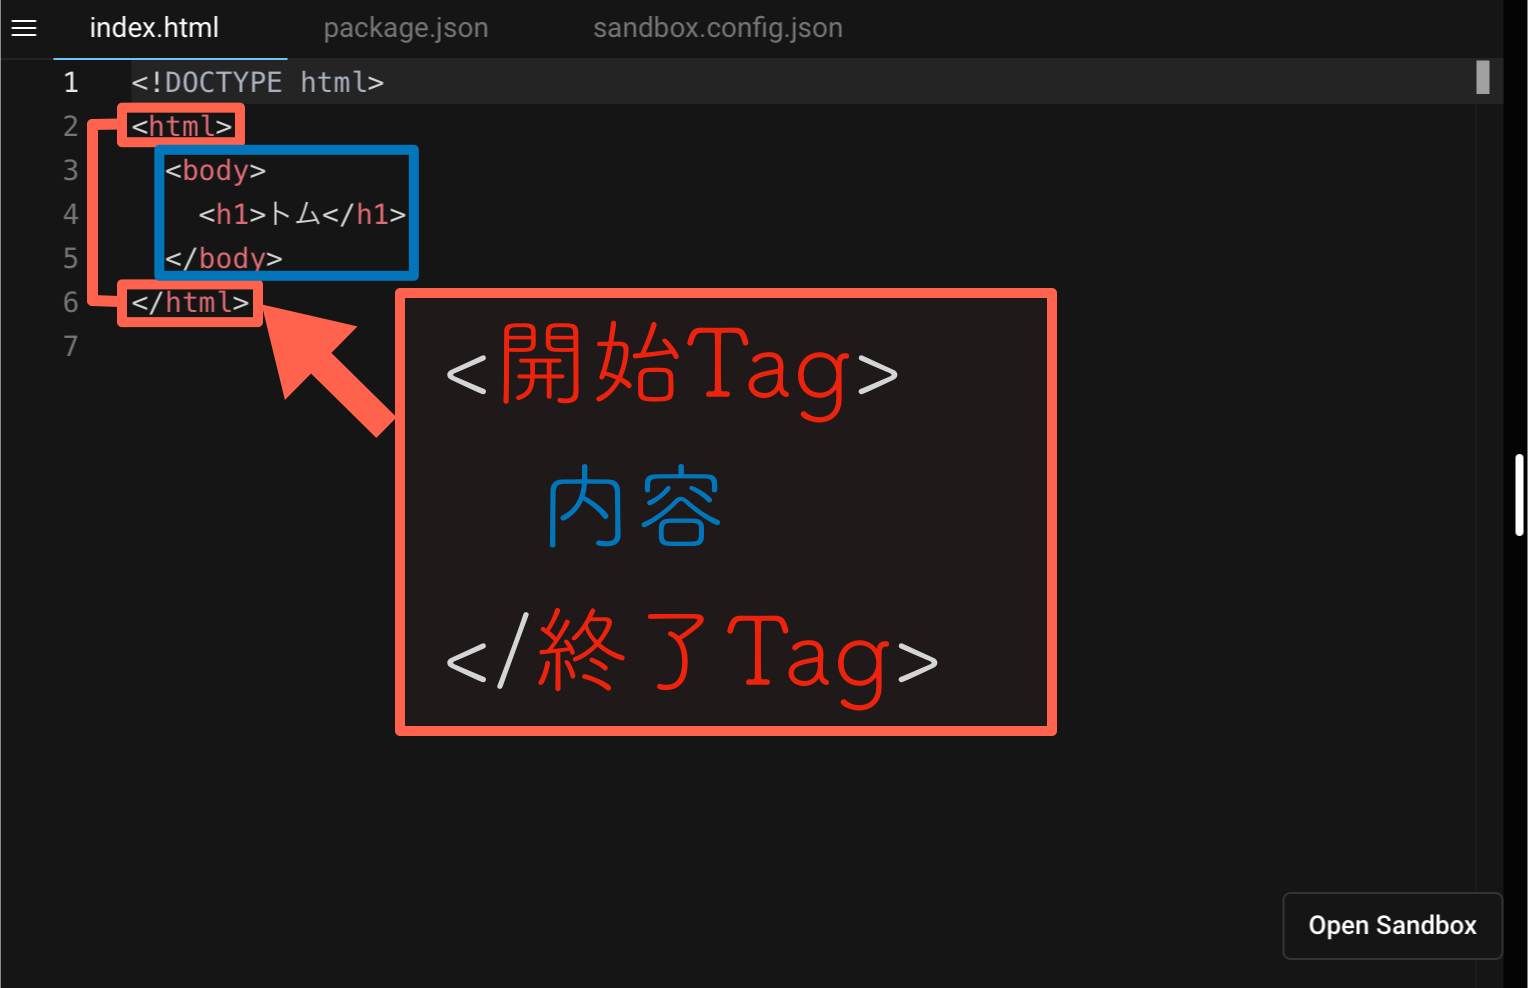 index.html package.json sandbox.config.json
1 <!DOCTYPE html>
2 <html>
3 <body>
4 <h1>トム</h1>
5 </body>
6 </html>
7
<開始Tag>
内容
</終了Tag>
Open Sandbox